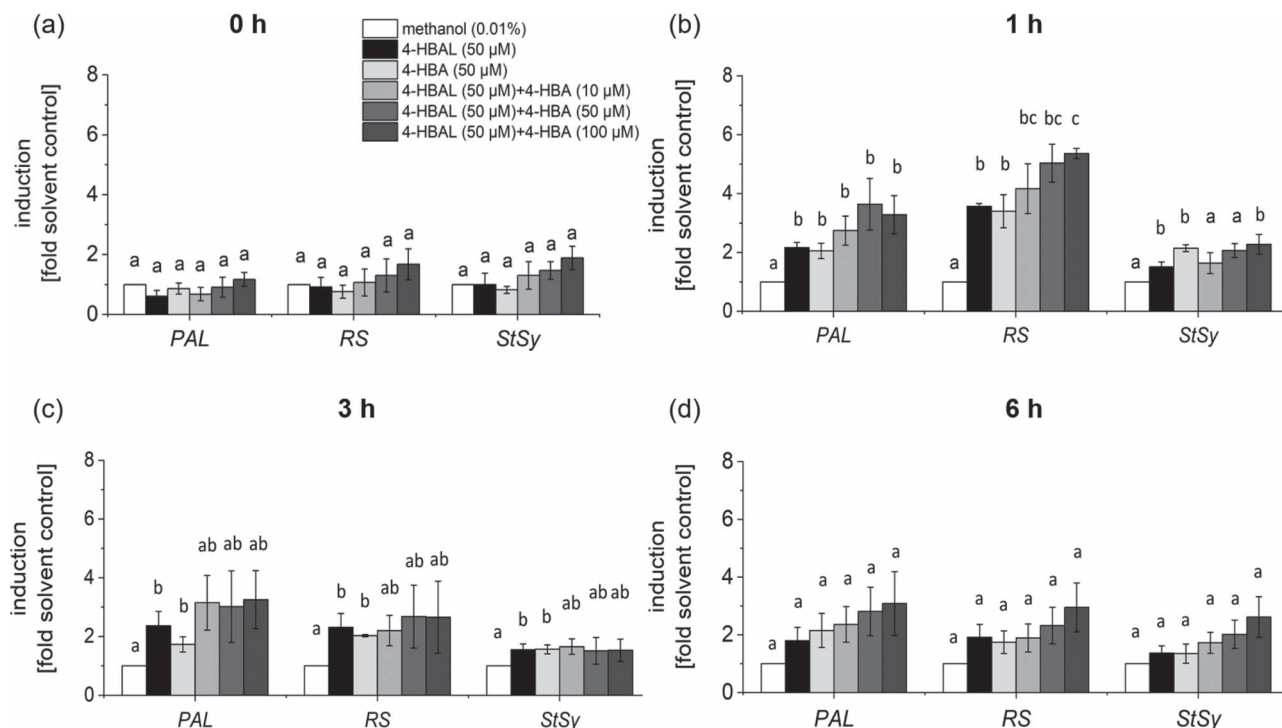 (a)
0 h
methanol (0.01%)
4-HBAL (50 µM)
4-HBA (50 µM)
4-HBAL (50 µM)+4-HBA (10 µM)
4-HBAL (50 µM)+4-HBA (50 µM)
4-HBAL (50 µM)+4-HBA (100 µM)
induction
[fold solvent control]
8
6
4
2
0
a a a a a a
a a a a a a
a a a a a a
PAL RS StSy
(b)
1 h
induction
[fold solvent control]
8
6
4
2
0
a b b b b b
a b b bc bc c
a b b a a b
PAL RS StSy
(c)
3 h
induction
[fold solvent control]
8
6
4
2
0
a b b ab ab ab
a b b ab ab ab
a b b ab ab ab
PAL RS StSy
(d)
6 h
induction
[fold solvent control]
8
6
4
2
0
a a a a a a
a a a a a a
a a a a a a
PAL RS StSy